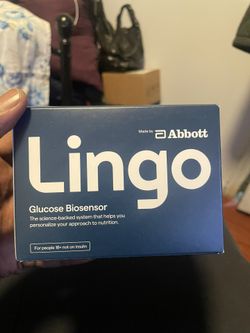 Made by Abbott
Lingo
Glucose Biosensor
The science-backed system that helps you
personalize your approach to nutrition.
For people 18+ not on insulin